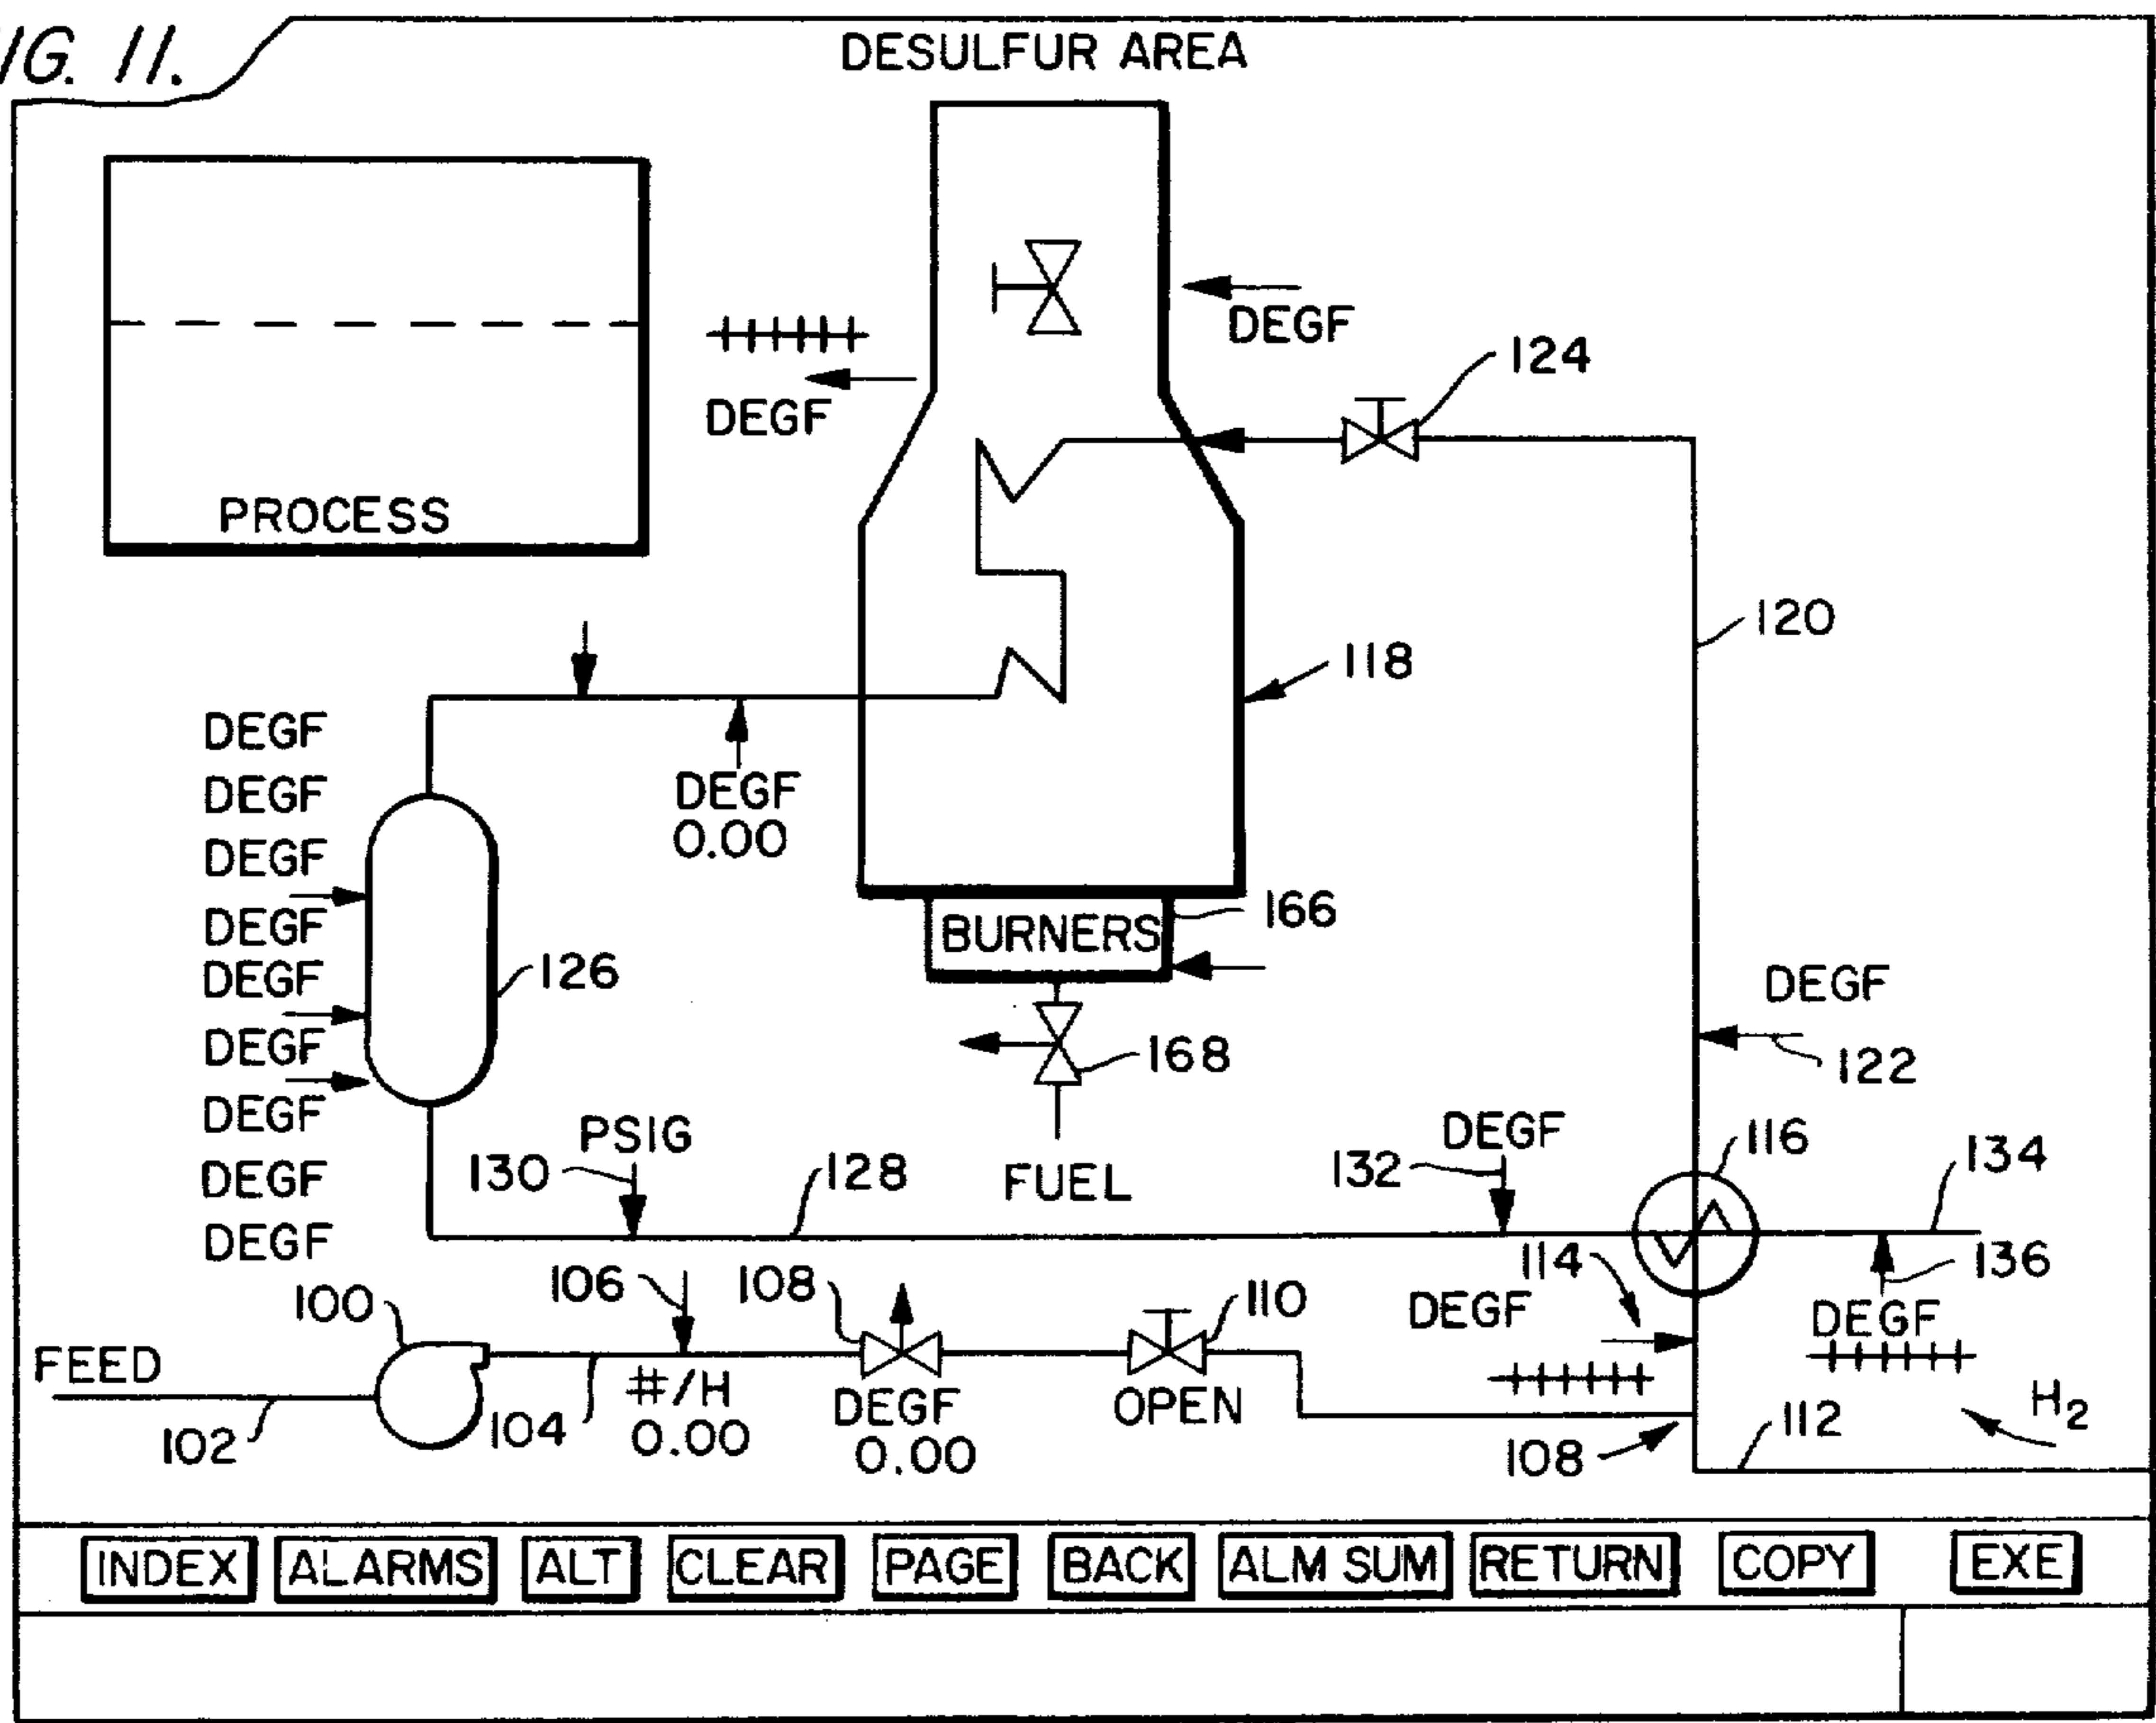 FIG. 11.
DESULFUR AREA
PROCESS
DEGF
DEGF
124
120
118
DEGF
DEGF
DEGF
DEGF
DEGF
DEGF
DEGF
DEGF
DEGF
DEGF
0.00
126
BURNERS
166
168
FUEL
DEGF
122
PSIG
130
128
DEGF
132
116
134
136
DEGF
114
DEGF
FEED
102
100
104
106
#/H
0.00
108
DEGF
0.00
110
OPEN
108
112
H2
INDEX
ALARMS
ALT
CLEAR
PAGE
BACK
ALM SUM
RETURN
COPY
EXE